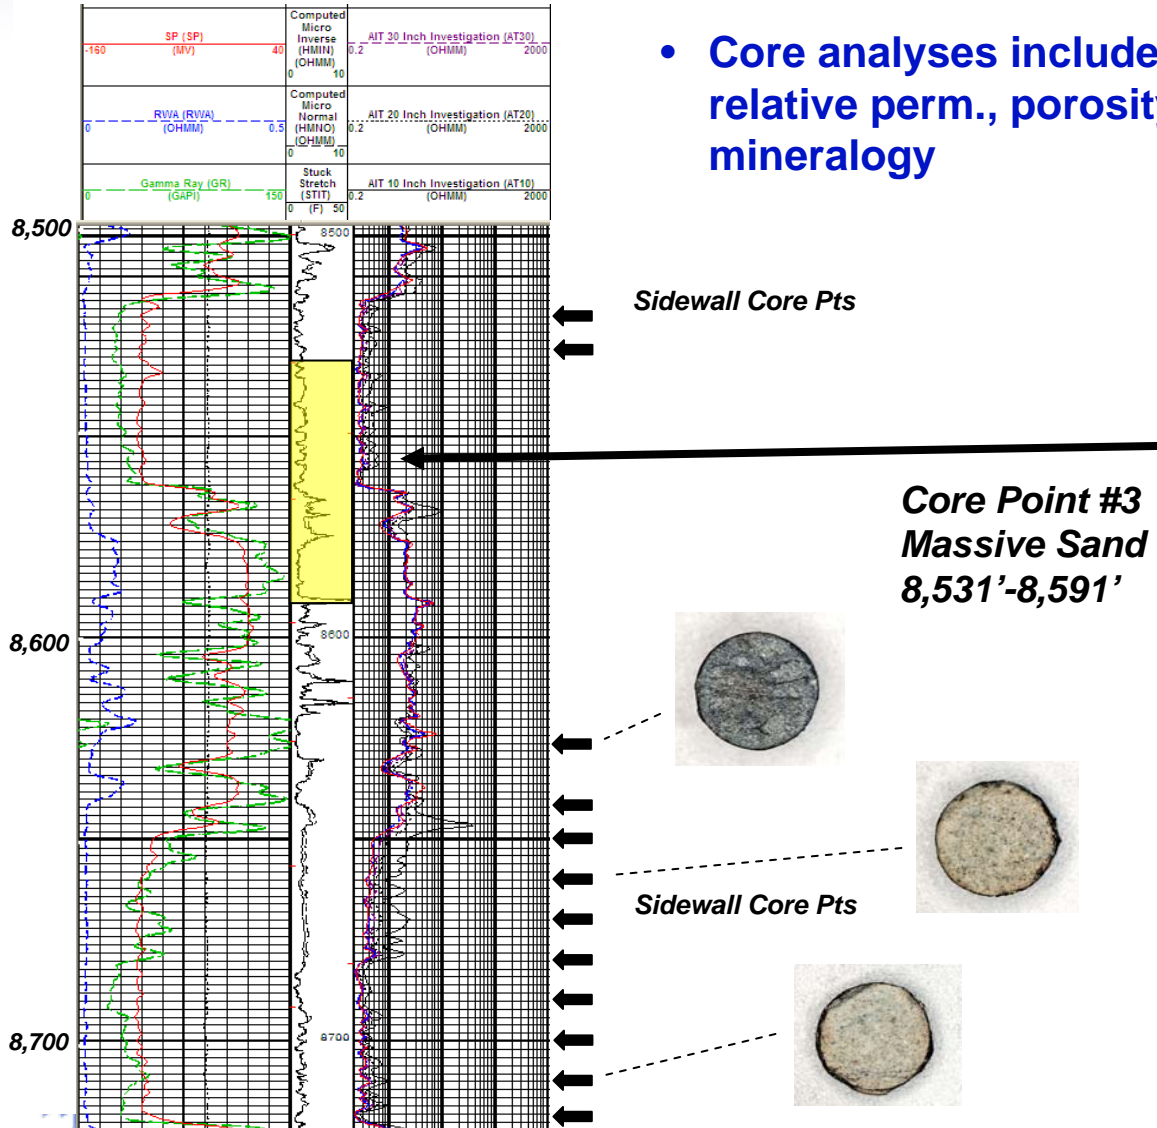 Computed
Micro
Inverse
(HMIN)
(OHMM)
0 10
SP (SP)
-160 (MV) 40
AIT 30 Inch Investigation (AT30)
0.2 (OHMM) 2000
Computed
Micro
Normal
(HMNO)
(OHMM)
0 10
RWA (RWA)
0 (OHMM) 0.5
AIT 20 Inch Investigation (AT20)
0.2 (OHMM) 2000
Stuck
Stretch
(STIT)
0 (F) 50
Gamma Ray (GR)
0 (GAPI) 150
AIT 10 Inch Investigation (AT10)
0.2 (OHMM) 2000
• Core analyses include
relative perm., porosity
mineralogy
8,500
8500
Sidewall Core Pts
Core Point #3
Massive Sand
8,531’-8,591’
8,600
8600
Sidewall Core Pts
8,700
8700